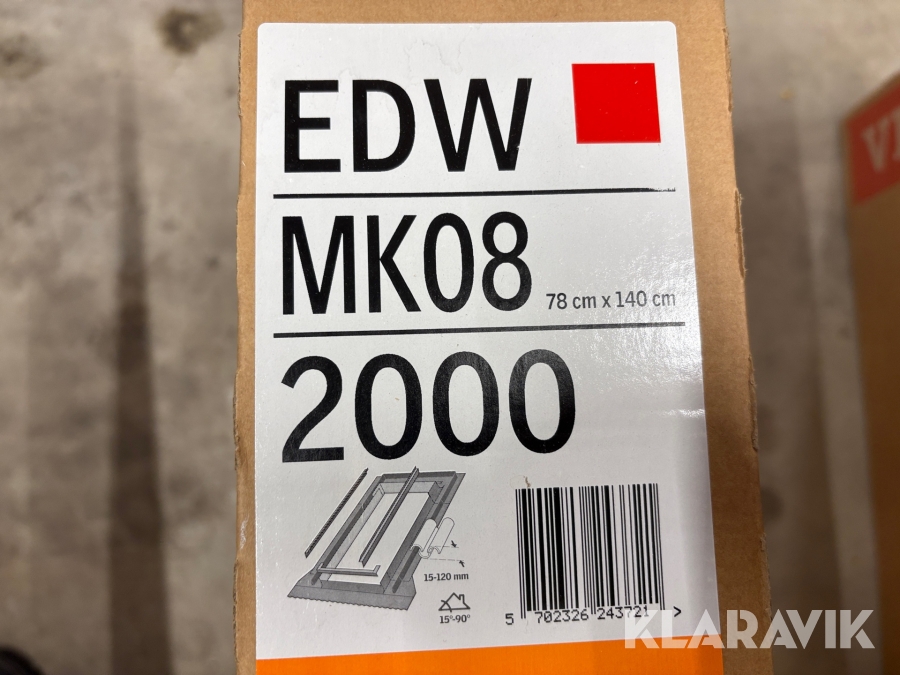 EDW
MK08 78 cm x 140 cm
2000
15-120 mm
15°-90°
5 702326 243721 >
KLARAVIK